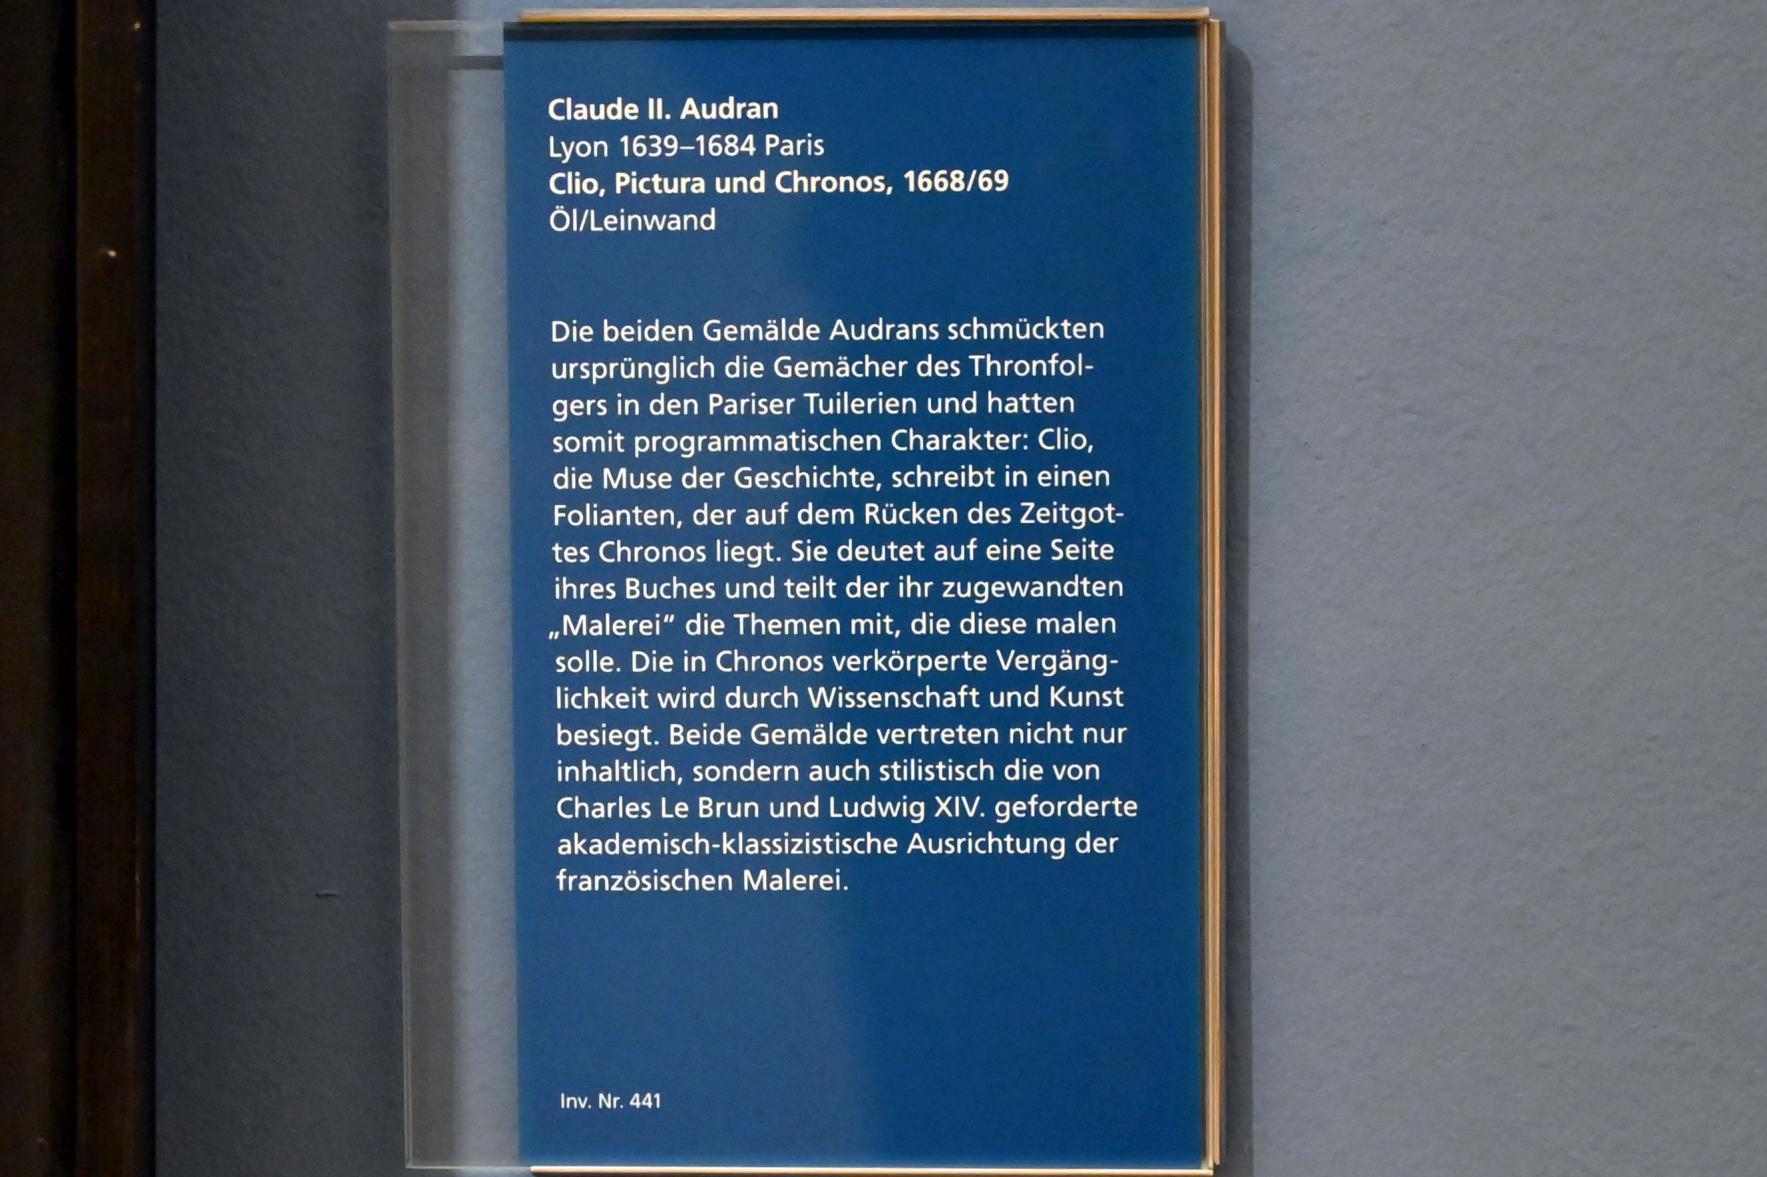 Claude II. Audran
Lyon 1639–1684 Paris
Clio, Pictura und Chronos, 1668/69
Öl/Leinwand
Die beiden Gemälde Audrans schmückten
ursprünglich die Gemächer des Thronfol-
gers in den Pariser Tuilerien und hatten
somit programmatischen Charakter: Clio,
die Muse der Geschichte, schreibt in einen
Folianten, der auf dem Rücken des Zeitgot-
tes Chronos liegt. Sie deutet auf eine Seite
ihres Buches und teilt der ihr zugewandten
„Malerei“ die Themen mit, die diese malen
solle. Die in Chronos verkörperte Vergäng-
lichkeit wird durch Wissenschaft und Kunst
besiegt. Beide Gemälde vertreten nicht nur
inhaltlich, sondern auch stilistisch die von
Charles Le Brun und Ludwig XIV. geforderte
akademisch-klassizistische Ausrichtung der
französischen Malerei.
Inv. Nr. 441